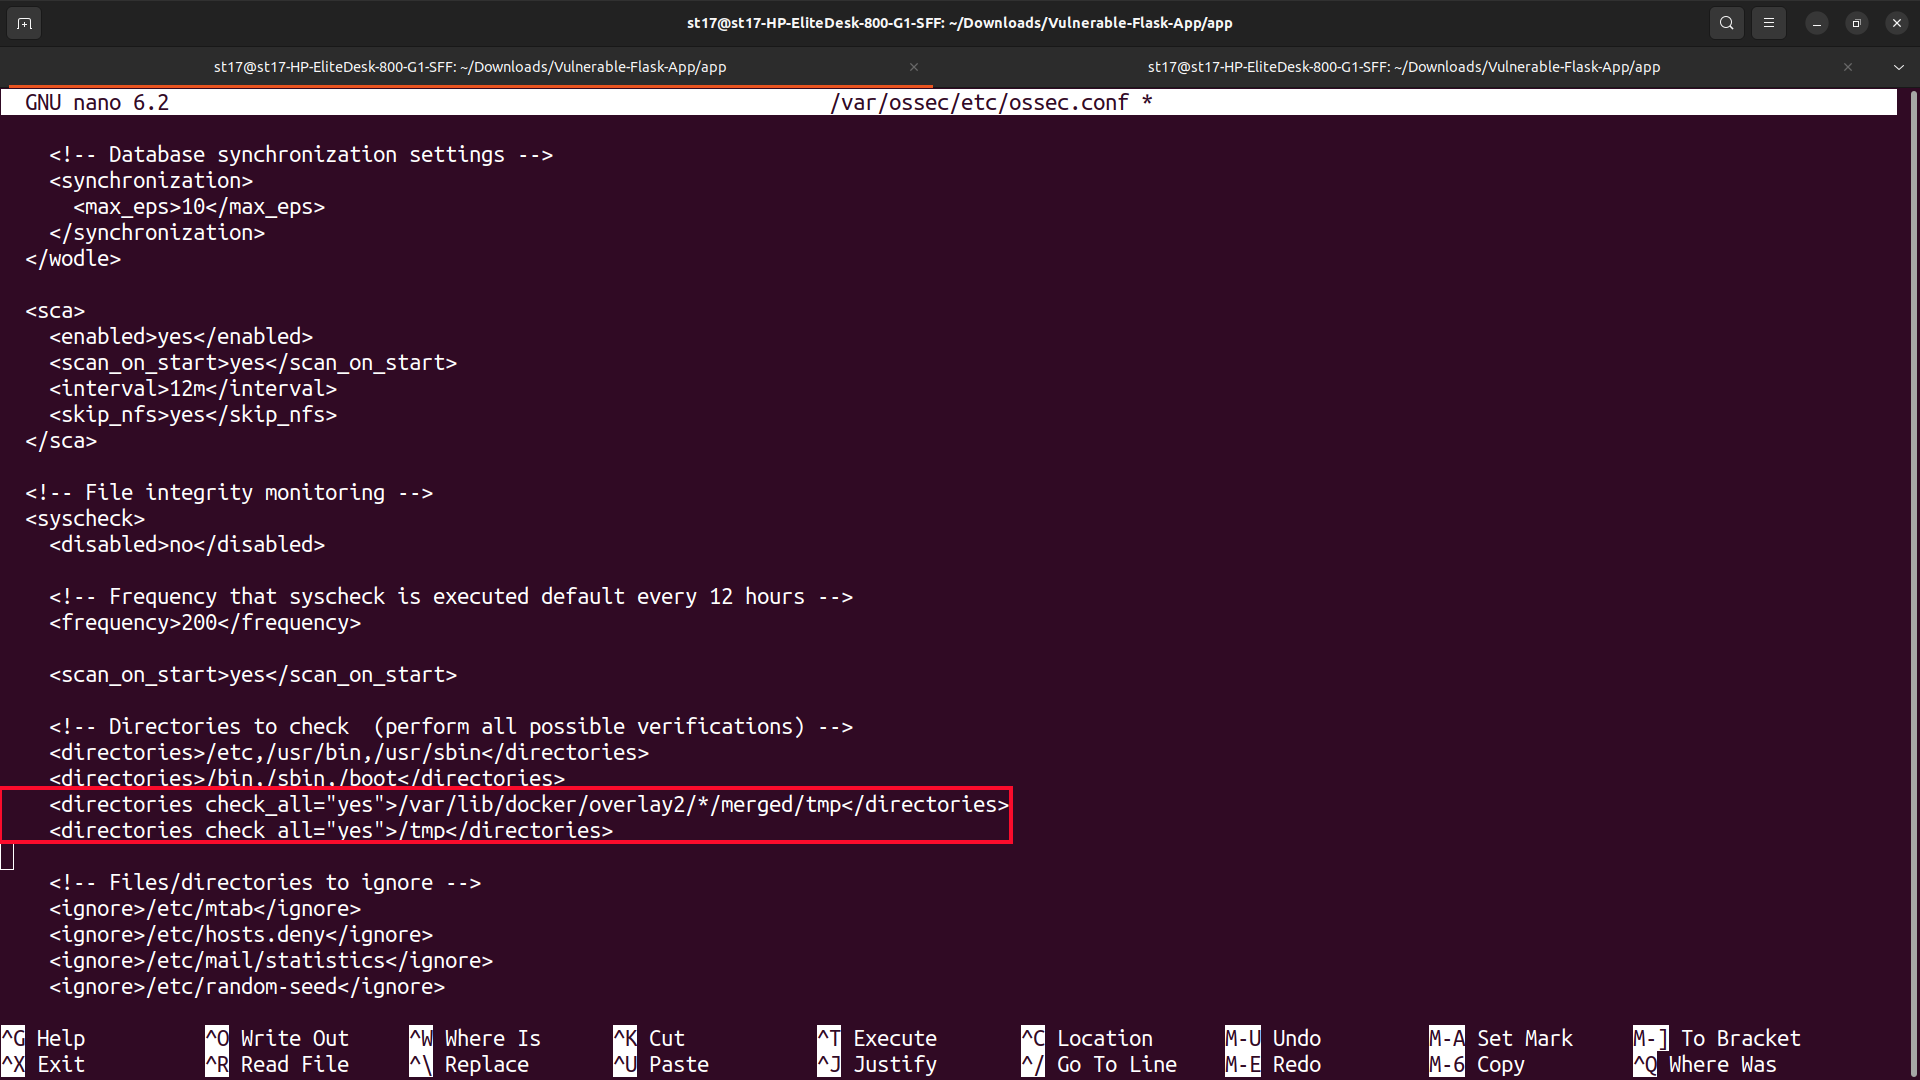 st17@st17-HP-EliteDesk-800-G1-SFF: ~/Downloads/Vulnerable-Flask-App/app
st17@st17-HP-EliteDesk-800-G1-SFF: ~/Downloads/Vulnerable-Flask-App/app
st17@st17-HP-EliteDesk-800-G1-SFF: ~/Downloads/Vulnerable-Flask-App/app
GNU nano 6.2 /var/ossec/etc/ossec.conf *
<!-- Database synchronization settings -->
<synchronization>
<max_eps>10</max_eps>
</synchronization>
</wodle>
<sca>
<enabled>yes</enabled>
<scan_on_start>yes</scan_on_start>
<interval>12m</interval>
<skip_nfs>yes</skip_nfs>
</sca>
<!-- File integrity monitoring -->
<syscheck>
<disabled>no</disabled>
<!-- Frequency that syscheck is executed default every 12 hours -->
<frequency>200</frequency>
<scan_on_start>yes</scan_on_start>
<!-- Directories to check  (perform all possible verifications) -->
<directories>/etc,/usr/bin,/usr/sbin</directories>
<directories>/bin,/sbin,/boot</directories>
<directories check_all="yes">/var/lib/docker/overlay2/*/merged/tmp</directories>
<directories check_all="yes">/tmp</directories>
<!-- Files/directories to ignore -->
<ignore>/etc/mtab</ignore>
<ignore>/etc/hosts.deny</ignore>
<ignore>/etc/mail/statistics</ignore>
<ignore>/etc/random-seed</ignore>
^G Help ^O Write Out ^W Where Is ^K Cut ^T Execute ^C Location M-U Undo M-A Set Mark M-] To Bracket
^X Exit ^R Read File ^\ Replace ^U Paste ^J Justify ^/ Go To Line M-E Redo M-6 Copy ^Q Where Was